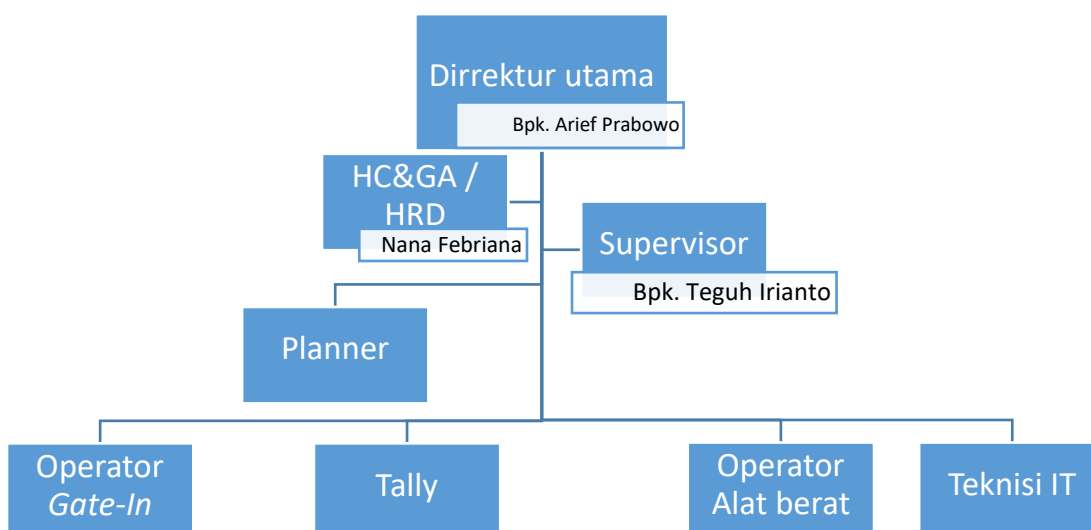 Dirrektur utama
Bpk. Arief Prabowo
HC&GA /
HRD
Nana Febriana
Supervisor
Bpk. Teguh Irianto
Planner
Operator
Gate-In
Tally
Operator
Alat berat
Teknisi IT